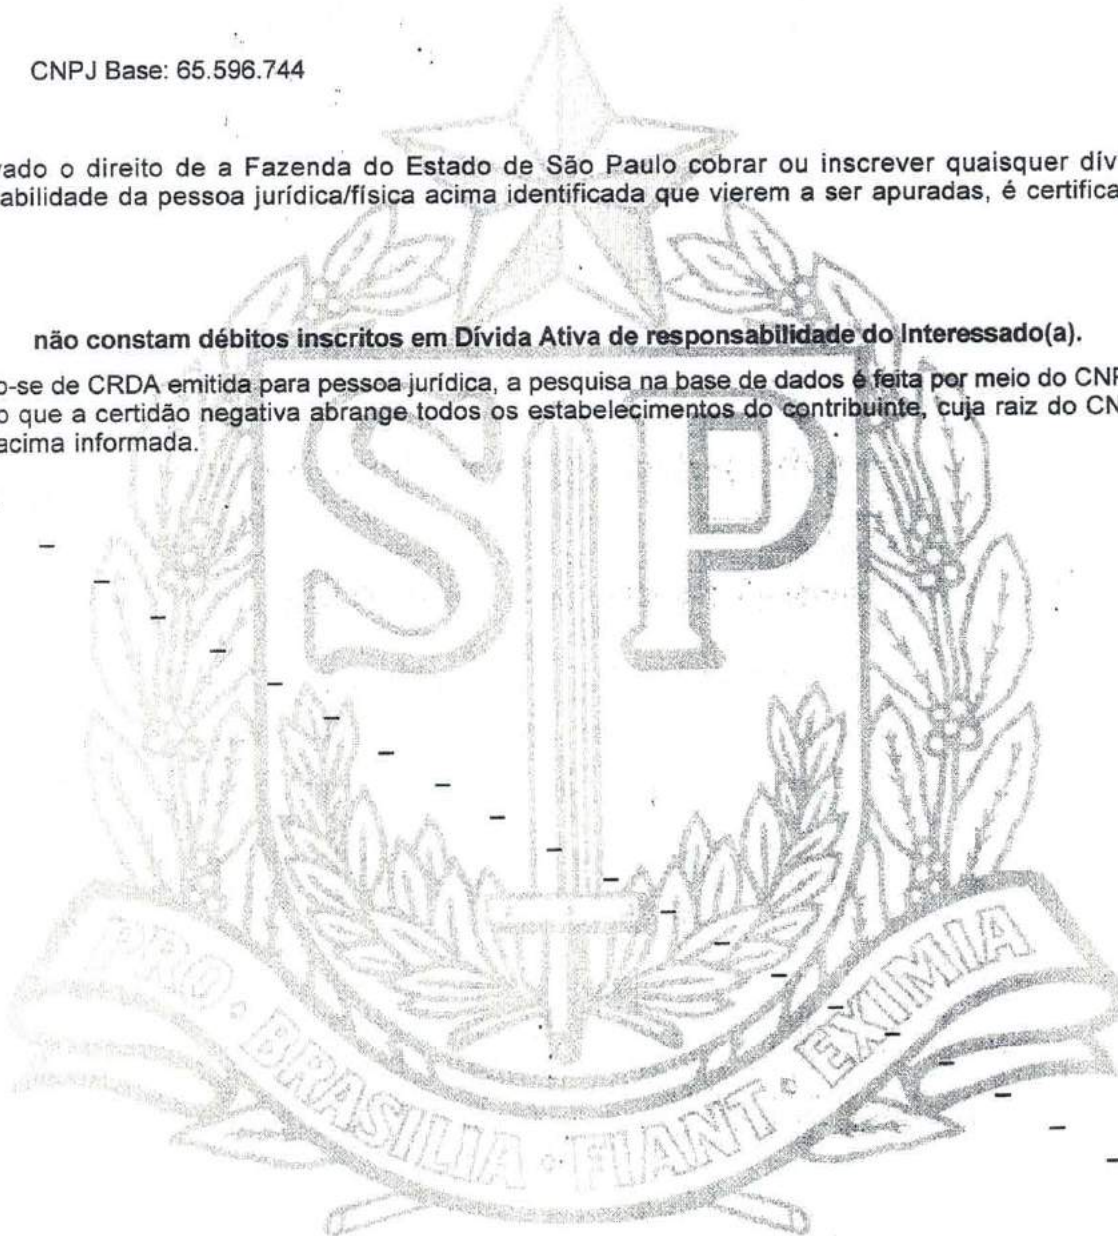 CNPJ Base: 65.596.744
vado o direito de a Fazenda do Estado de São Paulo cobrar ou inscrever quaisquer dív
abilidade da pessoa jurídica/física acima identificada que vierem a ser apuradas, é certifica
não constam débitos inscritos em Dívida Ativa de responsabilidade do Interessado(a).
o-se de CRDA emitida para pessoa jurídica, a pesquisa na base de dados é feita por meio do CNP
o que a certidão negativa abrange todos os estabelecimentos do contribuinte, cuja raiz do CN
acima informada.
SP
PRO · BRASILIA · FIANT · EXIMIA